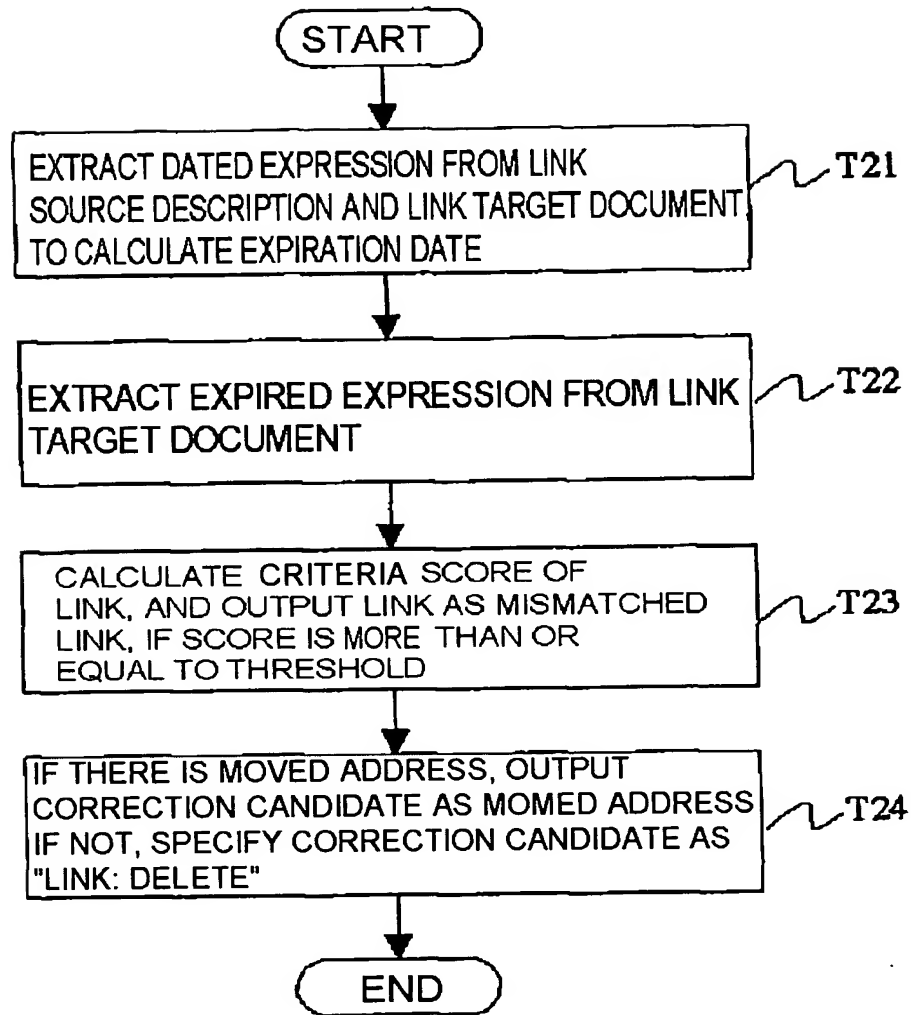 START
EXTRACT DATED EXPRESSION FROM LINK
SOURCE DESCRIPTION AND LINK TARGET DOCUMENT
TO CALCULATE EXPIRATION DATE
T21
EXTRACT EXPIRED EXPRESSION FROM LINK
TARGET DOCUMENT
T22
CALCULATE CRITERIA SCORE OF
LINK, AND OUTPUT LINK AS MISMATCHED
LINK, IF SCORE IS MORE THAN OR
EQUAL TO THRESHOLD
T23
IF THERE IS MOVED ADDRESS, OUTPUT
CORRECTION CANDIDATE AS MOMED ADDRESS
IF NOT, SPECIFY CORRECTION CANDIDATE AS
"LINK: DELETE"
T24
END